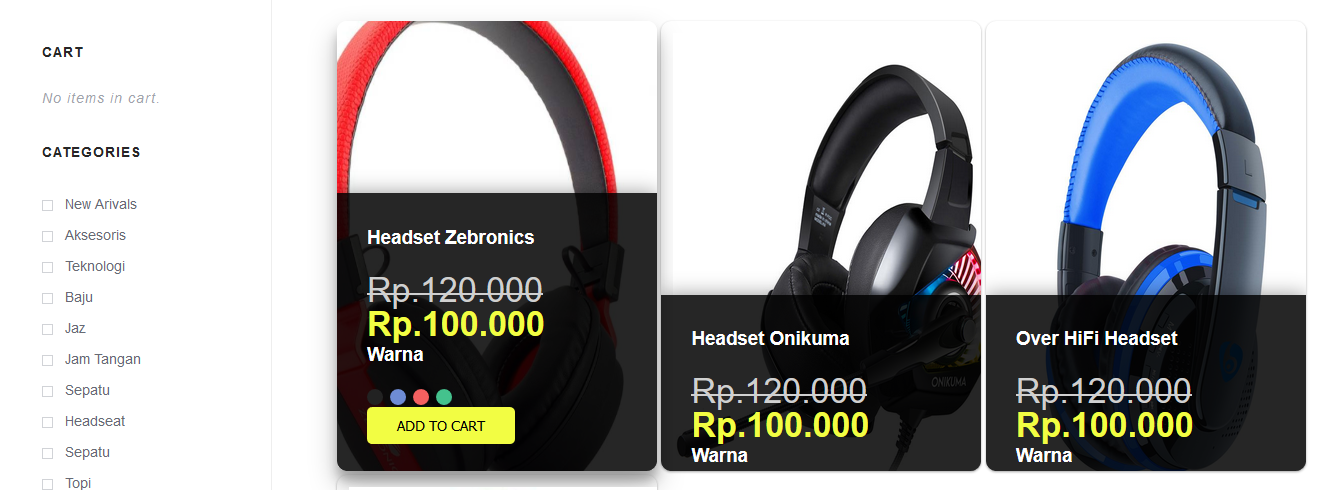 CART
No items in cart.
CATEGORIES
New Arivals
Aksesoris
Teknologi
Baju
Jaz
Jam Tangan
Sepatu
Headseat
Sepatu
Topi
Headset Zebronics
Rp.120.000
Rp.100.000
Warna
ADD TO CART
Headset Onikuma
Rp.120.000
Rp.100.000
Warna
ONIKUMA
Over HiFi Headset
Rp.120.000
Rp.100.000
Warna
L